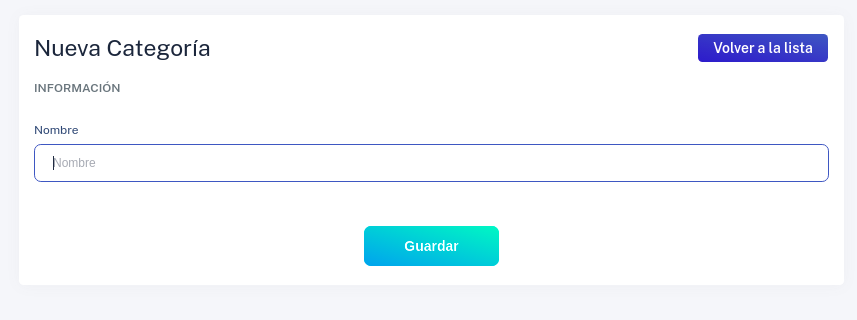 Nueva Categoría
Volver a la lista
INFORMACIÓN
Nombre
Nombre
Guardar